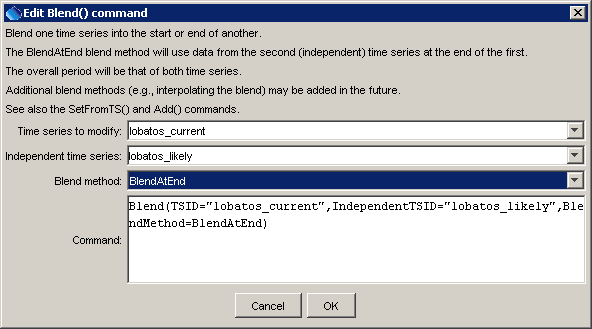 Edit Blend() command
Blend one time series into the start or end of another.
The BlendAtEnd blend method will use data from the second (independent) time series at the end of the first.
The overall period will be that of both time series.
Additional blend methods (e.g., interpolating the blend) may be added in the future.
See also the SetFromTS() and Add() commands.
Time series to modify: lobatos_current
Independent time series: lobatos_likely
Blend method: BlendAtEnd
Command: Blend(TSID="lobatos_current",IndependentTSID="lobatos_likely",Ble
ndMethod=BlendAtEnd)
Cancel OK